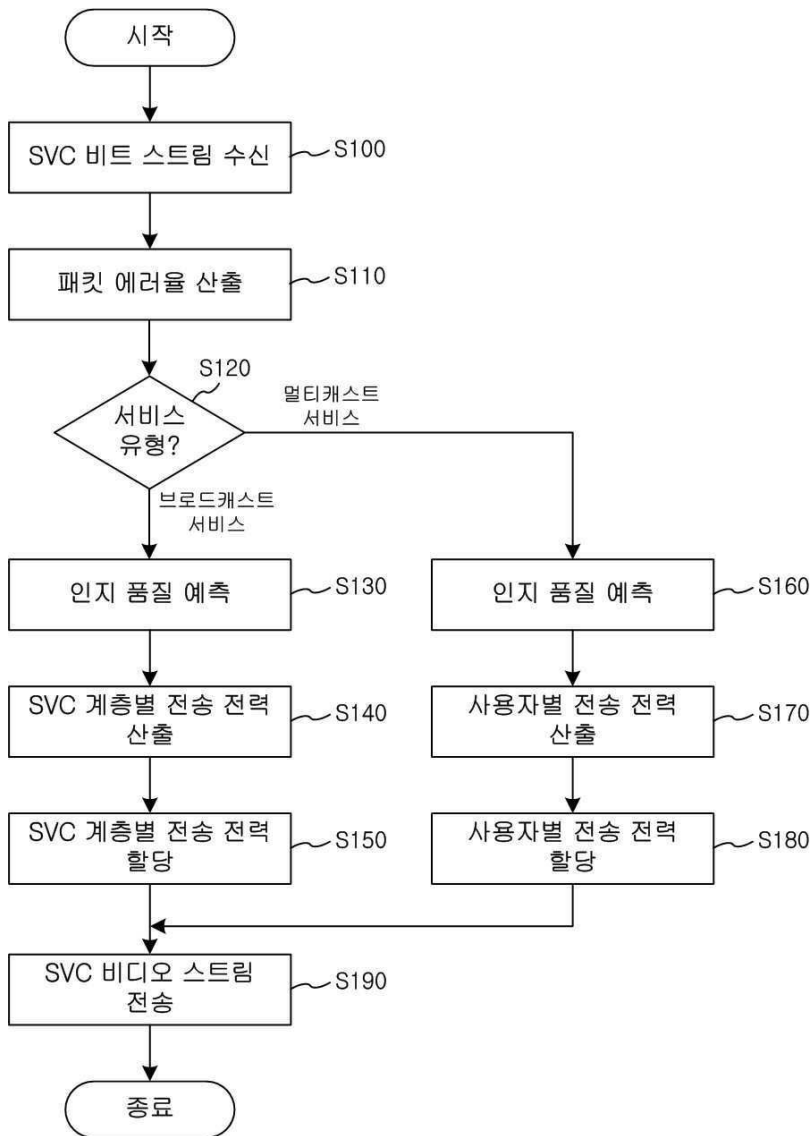 시작
SVC 비트 스트림 수신
S100
패킷 에러율 산출
S110
S120
서비스
유형?
멀티캐스트
서비스
브로드캐스트
서비스
인지 품질 예측
S130
인지 품질 예측
S160
SVC 계층별 전송 전력
산출
S140
사용자별 전송 전력
산출
S170
SVC 계층별 전송 전력
할당
S150
사용자별 전송 전력
할당
S180
SVC 비디오 스트림
전송
S190
종료